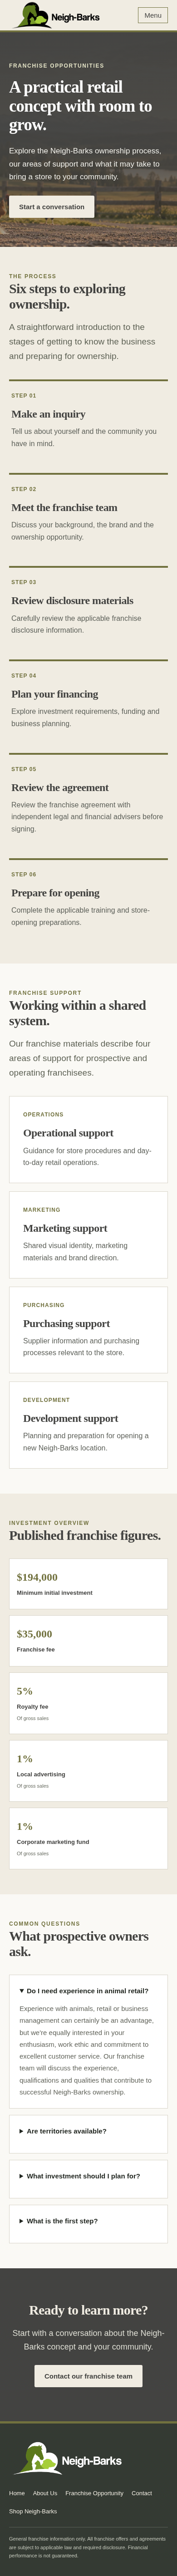 Neigh-Barks
Menu
FRANCHISE OPPORTUNITIES
A practical retail
concept with room to
grow.
Explore the Neigh-Barks ownership process,
our areas of support and what it may take to
bring a store to your community.
Start a conversation
THE PROCESS
Six steps to exploring
ownership.
A straightforward introduction to the
stages of getting to know the business
and preparing for ownership.
STEP 01
Make an inquiry
Tell us about yourself and the community you
have in mind.
STEP 02
Meet the franchise team
Discuss your background, the brand and the
ownership opportunity.
STEP 03
Review disclosure materials
Carefully review the applicable franchise
disclosure information.
STEP 04
Plan your financing
Explore investment requirements, funding and
business planning.
STEP 05
Review the agreement
Review the franchise agreement with
independent legal and financial advisers before
signing.
STEP 06
Prepare for opening
Complete the applicable training and store-
opening preparations.
FRANCHISE SUPPORT
Working within a shared
system.
Our franchise materials describe four
areas of support for prospective and
operating franchisees.
OPERATIONS
Operational support
Guidance for store procedures and day-
to-day retail operations.
MARKETING
Marketing support
Shared visual identity, marketing
materials and brand direction.
PURCHASING
Purchasing support
Supplier information and purchasing
processes relevant to the store.
DEVELOPMENT
Development support
Planning and preparation for opening a
new Neigh-Barks location.
INVESTMENT OVERVIEW
Published franchise figures.
$194,000
Minimum initial investment
$35,000
Franchise fee
5%
Royalty fee
Of gross sales
1%
Local advertising
Of gross sales
1%
Corporate marketing fund
Of gross sales
COMMON QUESTIONS
What prospective owners
ask.
Do I need experience in animal retail?
Experience with animals, retail or business
management can certainly be an advantage,
but we're equally interested in your
enthusiasm, work ethic and commitment to
excellent customer service. Our franchise
team will discuss the experience,
qualifications and qualities that contribute to
successful Neigh-Barks ownership.
Are territories available?
What investment should I plan for?
What is the first step?
Ready to learn more?
Start with a conversation about the Neigh-
Barks concept and your community.
Contact our franchise team
Neigh-Barks
Home About Us Franchise Opportunity Contact
Shop Neigh-Barks
General franchise information only. All franchise offers and agreements
are subject to applicable law and required disclosure. Financial
performance is not guaranteed.